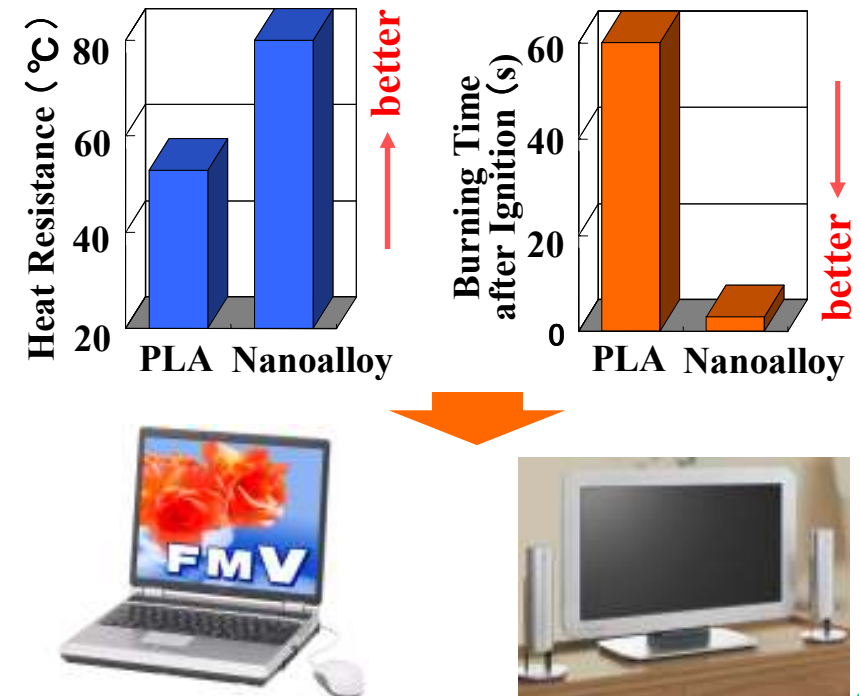 Heat Resistance (℃)
80
60
40
20
PLA Nanoalloy
better
Burning Time
after Ignition (s)
60
40
20
0
PLA Nanoalloy
better
FMV